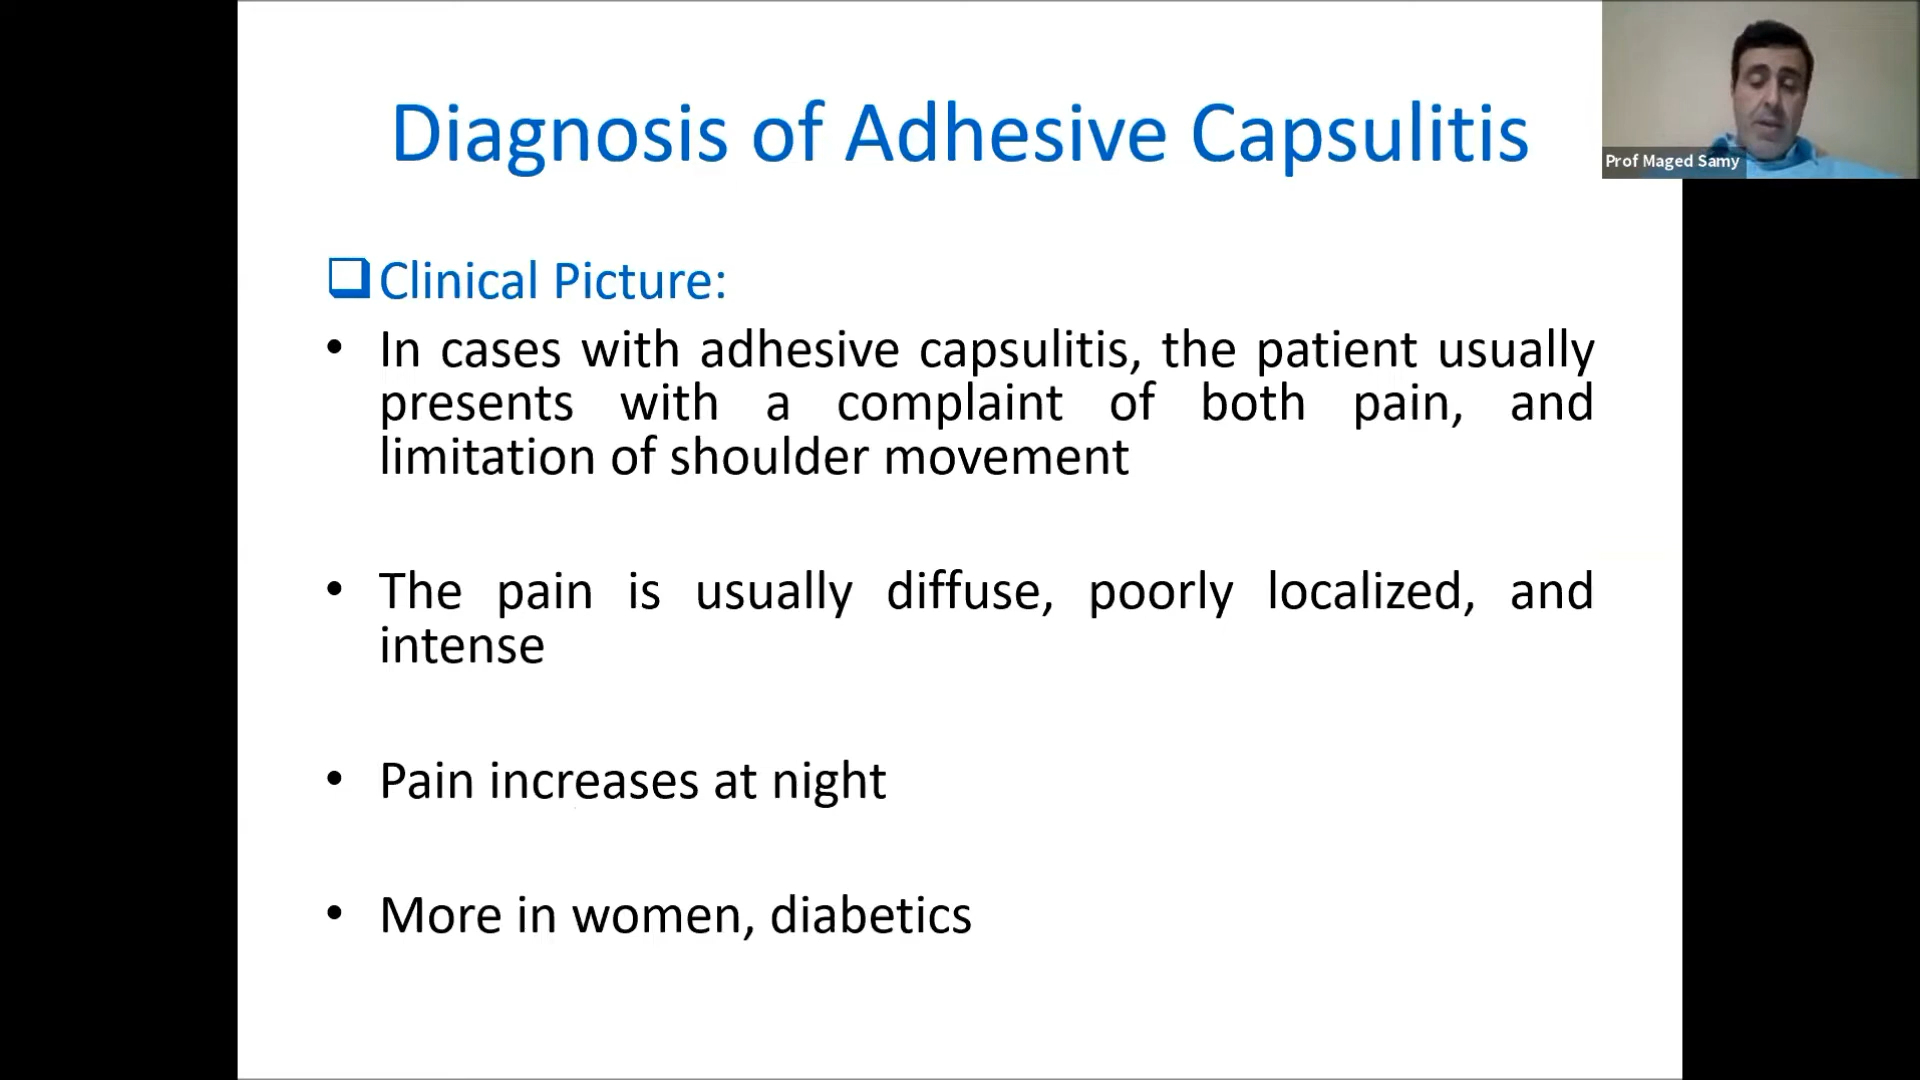 Diagnosis of Adhesive Capsulitis
Prof Maged Samy
Clinical Picture:
• In cases with adhesive capsulitis, the patient usually
presents with a complaint of both pain, and
limitation of shoulder movement
• The pain is usually diffuse, poorly localized, and
intense
• Pain increases at night
• More in women, diabetics